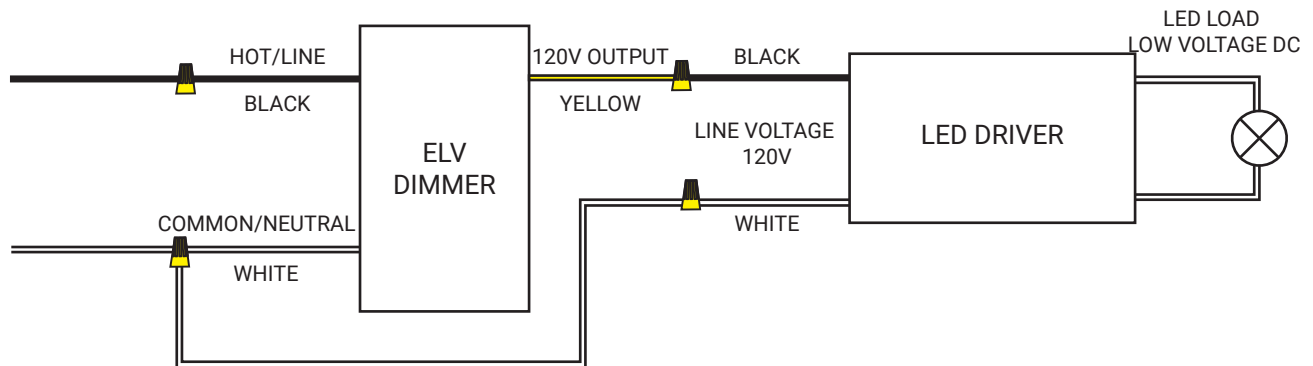 LED LOAD
LOW VOLTAGE DC
HOT/LINE
BLACK
120V OUTPUT
YELLOW
BLACK
LINE VOLTAGE
120V
ELV
DIMMER
LED DRIVER
COMMON/NEUTRAL
WHITE
WHITE